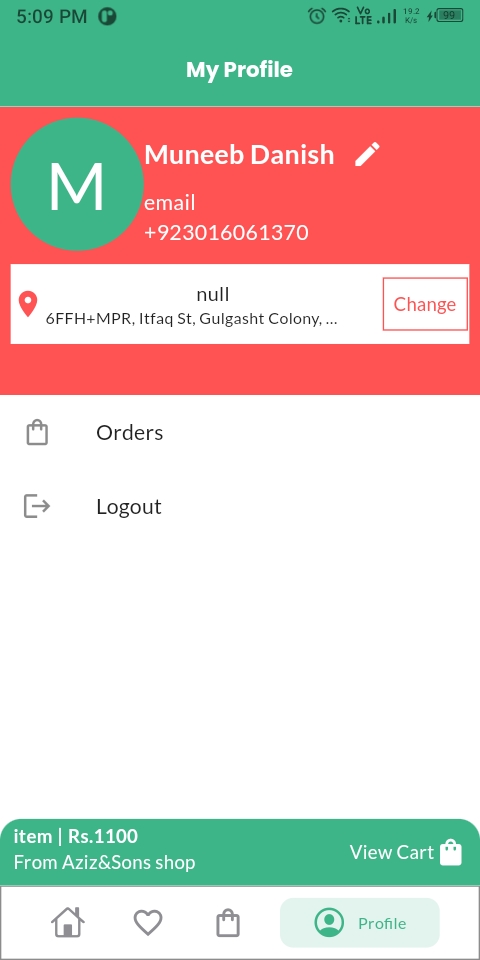 5:09 PM
Vo LTE 19.2 K/s 99
My Profile
M
Muneeb Danish
email
+923016061370
null
6FFH+MPR, Itfaq St, Gulgasht Colony, ...
Change
Orders
Logout
item | Rs.1100
From Aziz&Sons shop
View Cart
Profile